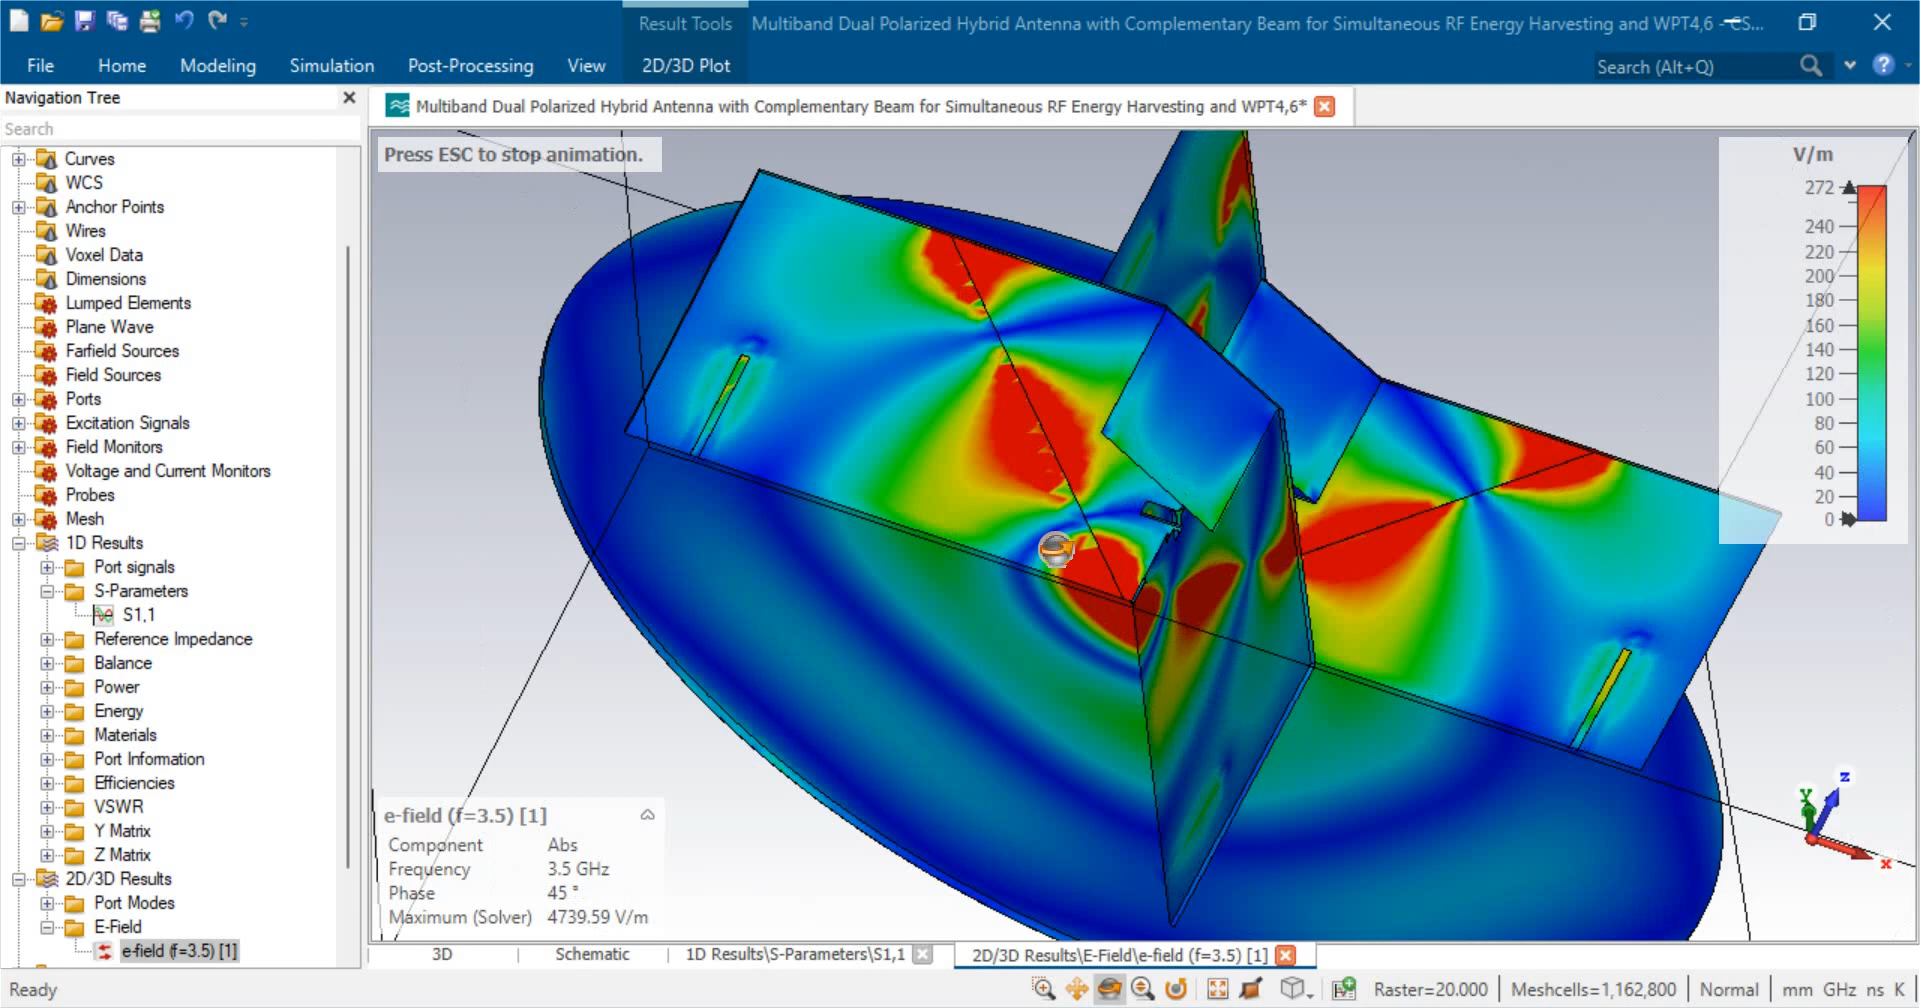 Result Tools
Multiband Dual Polarized Hybrid Antenna with Complementary Beam for Simultaneous RF Energy Harvesting and WPT4,6 - CS...
File
Home
Modeling
Simulation
Post-Processing
View
2D/3D Plot
Search (Alt+Q)
Navigation Tree
Search
Curves
WCS
Anchor Points
Wires
Voxel Data
Dimensions
Lumped Elements
Plane Wave
Farfield Sources
Field Sources
Ports
Excitation Signals
Field Monitors
Voltage and Current Monitors
Probes
Mesh
1D Results
Port signals
S-Parameters
S1,1
Reference Impedance
Balance
Power
Energy
Materials
Port Information
Efficiencies
VSWR
Y Matrix
Z Matrix
2D/3D Results
Port Modes
E-Field
e-field (f=3.5) [1]
Multiband Dual Polarized Hybrid Antenna with Complementary Beam for Simultaneous RF Energy Harvesting and WPT4,6*
Press ESC to stop animation.
V/m
272
240
220
200
180
160
140
120
100
80
60
40
20
0
e-field (f=3.5) [1]
Component Abs
Frequency 3.5 GHz
Phase 45 °
Maximum (Solver) 4739.59 V/m
z
y
x
3D
Schematic
1D Results\S-Parameters\S1,1
2D/3D Results\E-Field\e-field (f=3.5) [1]
Ready
Raster=20.000
Meshcells=1,162,800
Normal
mm GHz ns K